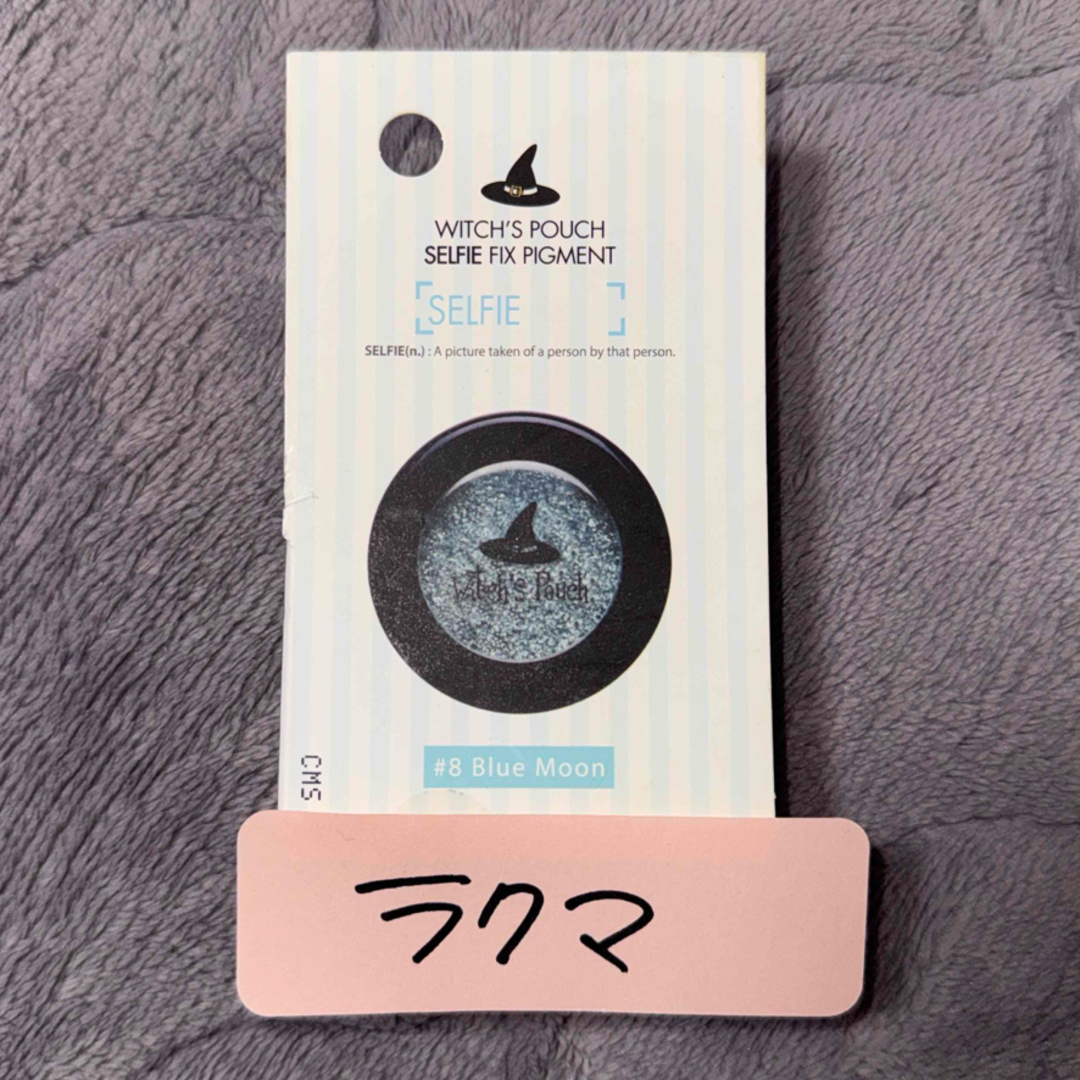 WITCH'S POUCH
SELFIE FIX PIGMENT
SELFIE
SELFIE(n.) : A picture taken of a person by that person.
Witch's Pouch
#8 Blue Moon
CMS
ラクマ